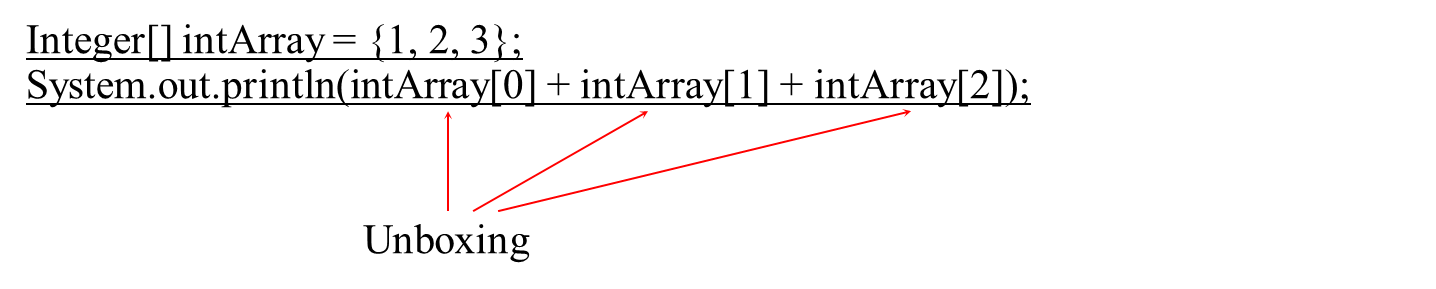 Integer[] intArray = {1, 2, 3};
System.out.println(intArray[0] + intArray[1] + intArray[2]);
Unboxing